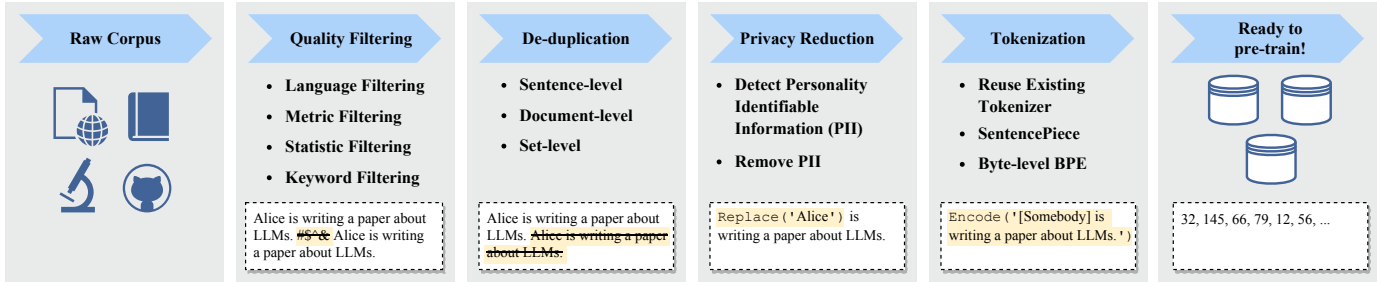 Raw Corpus
Quality Filtering
• Language Filtering
• Metric Filtering
• Statistic Filtering
• Keyword Filtering
Alice is writing a paper about
LLMs. #$^& Alice is writing
a paper about LLMs.
De-duplication
• Sentence-level
• Document-level
• Set-level
Alice is writing a paper about
LLMs. Alice is writing a paper
about LLMs.
Privacy Reduction
• Detect Personality
Identifiable
Information (PII)
• Remove PII
Replace('Alice') is
writing a paper about LLMs.
Tokenization
• Reuse Existing
Tokenizer
• SentencePiece
• Byte-level BPE
Encode('[Somebody] is
writing a paper about LLMs.')
Ready to
pre-train!
32, 145, 66, 79, 12, 56, ...